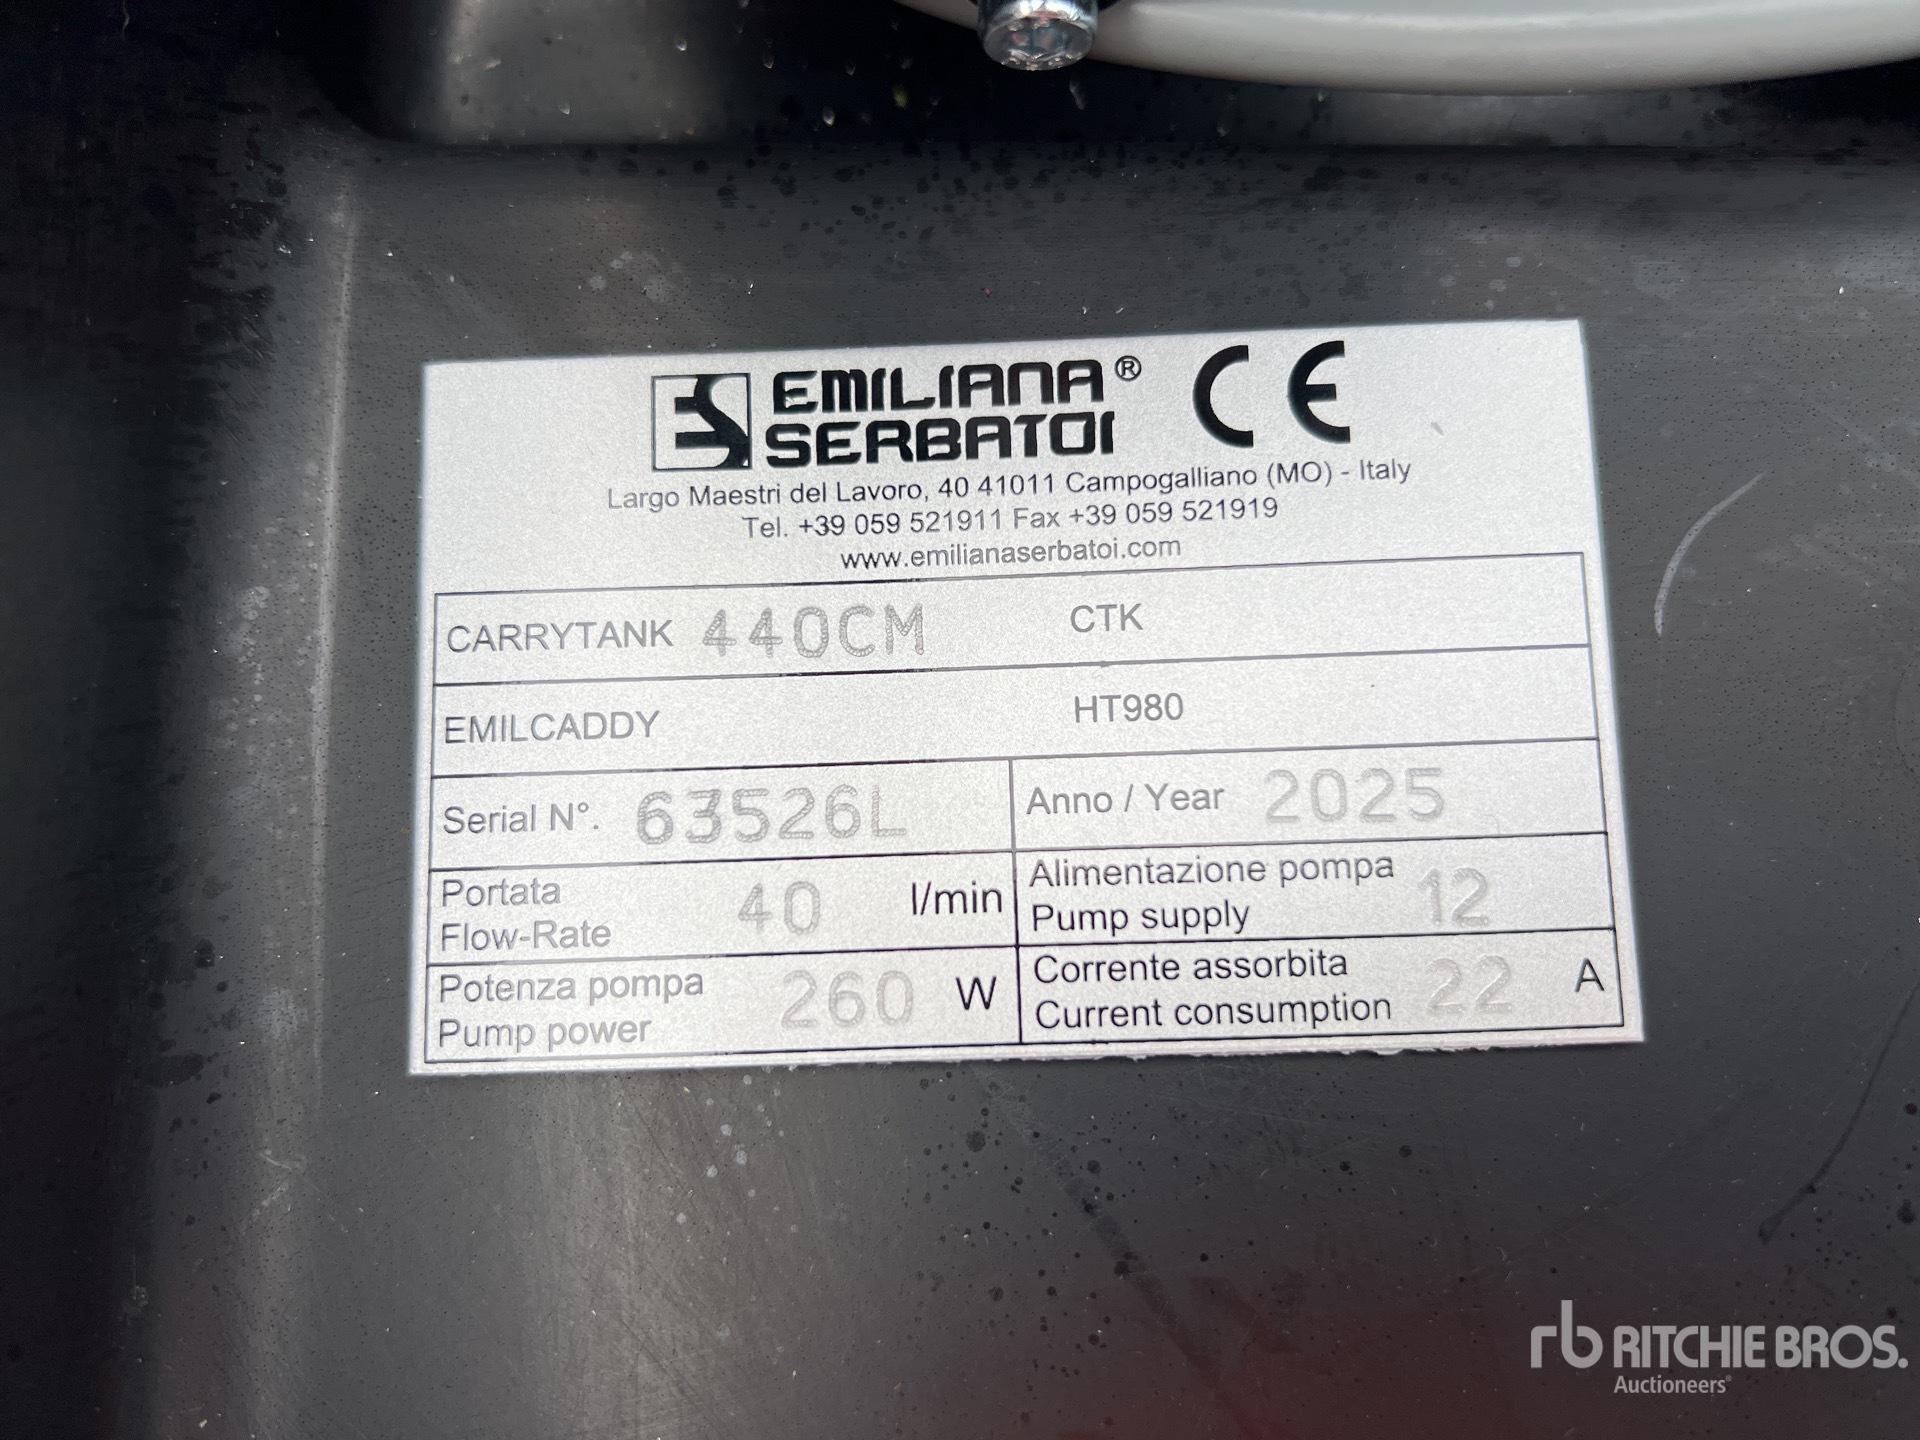 EMILIANA®
SERBATOI
CE
Largo Maestri del Lavoro, 40 41011 Campogalliano (MO) - Italy
Tel. +39 059 521911 Fax +39 059 521919
www.emilianaserbatoi.com
CARRYTANK 440CM CTK
EMILCADDY HT980
Serial N°. 63526L Anno / Year 2025
Portata
Flow-Rate 40 l/min
Alimentazione pompa
Pump supply 12
Potenza pompa
Pump power 260 W
Corrente assorbita
Current consumption 22 A
rb RITCHIE BROS.
Auctioneers